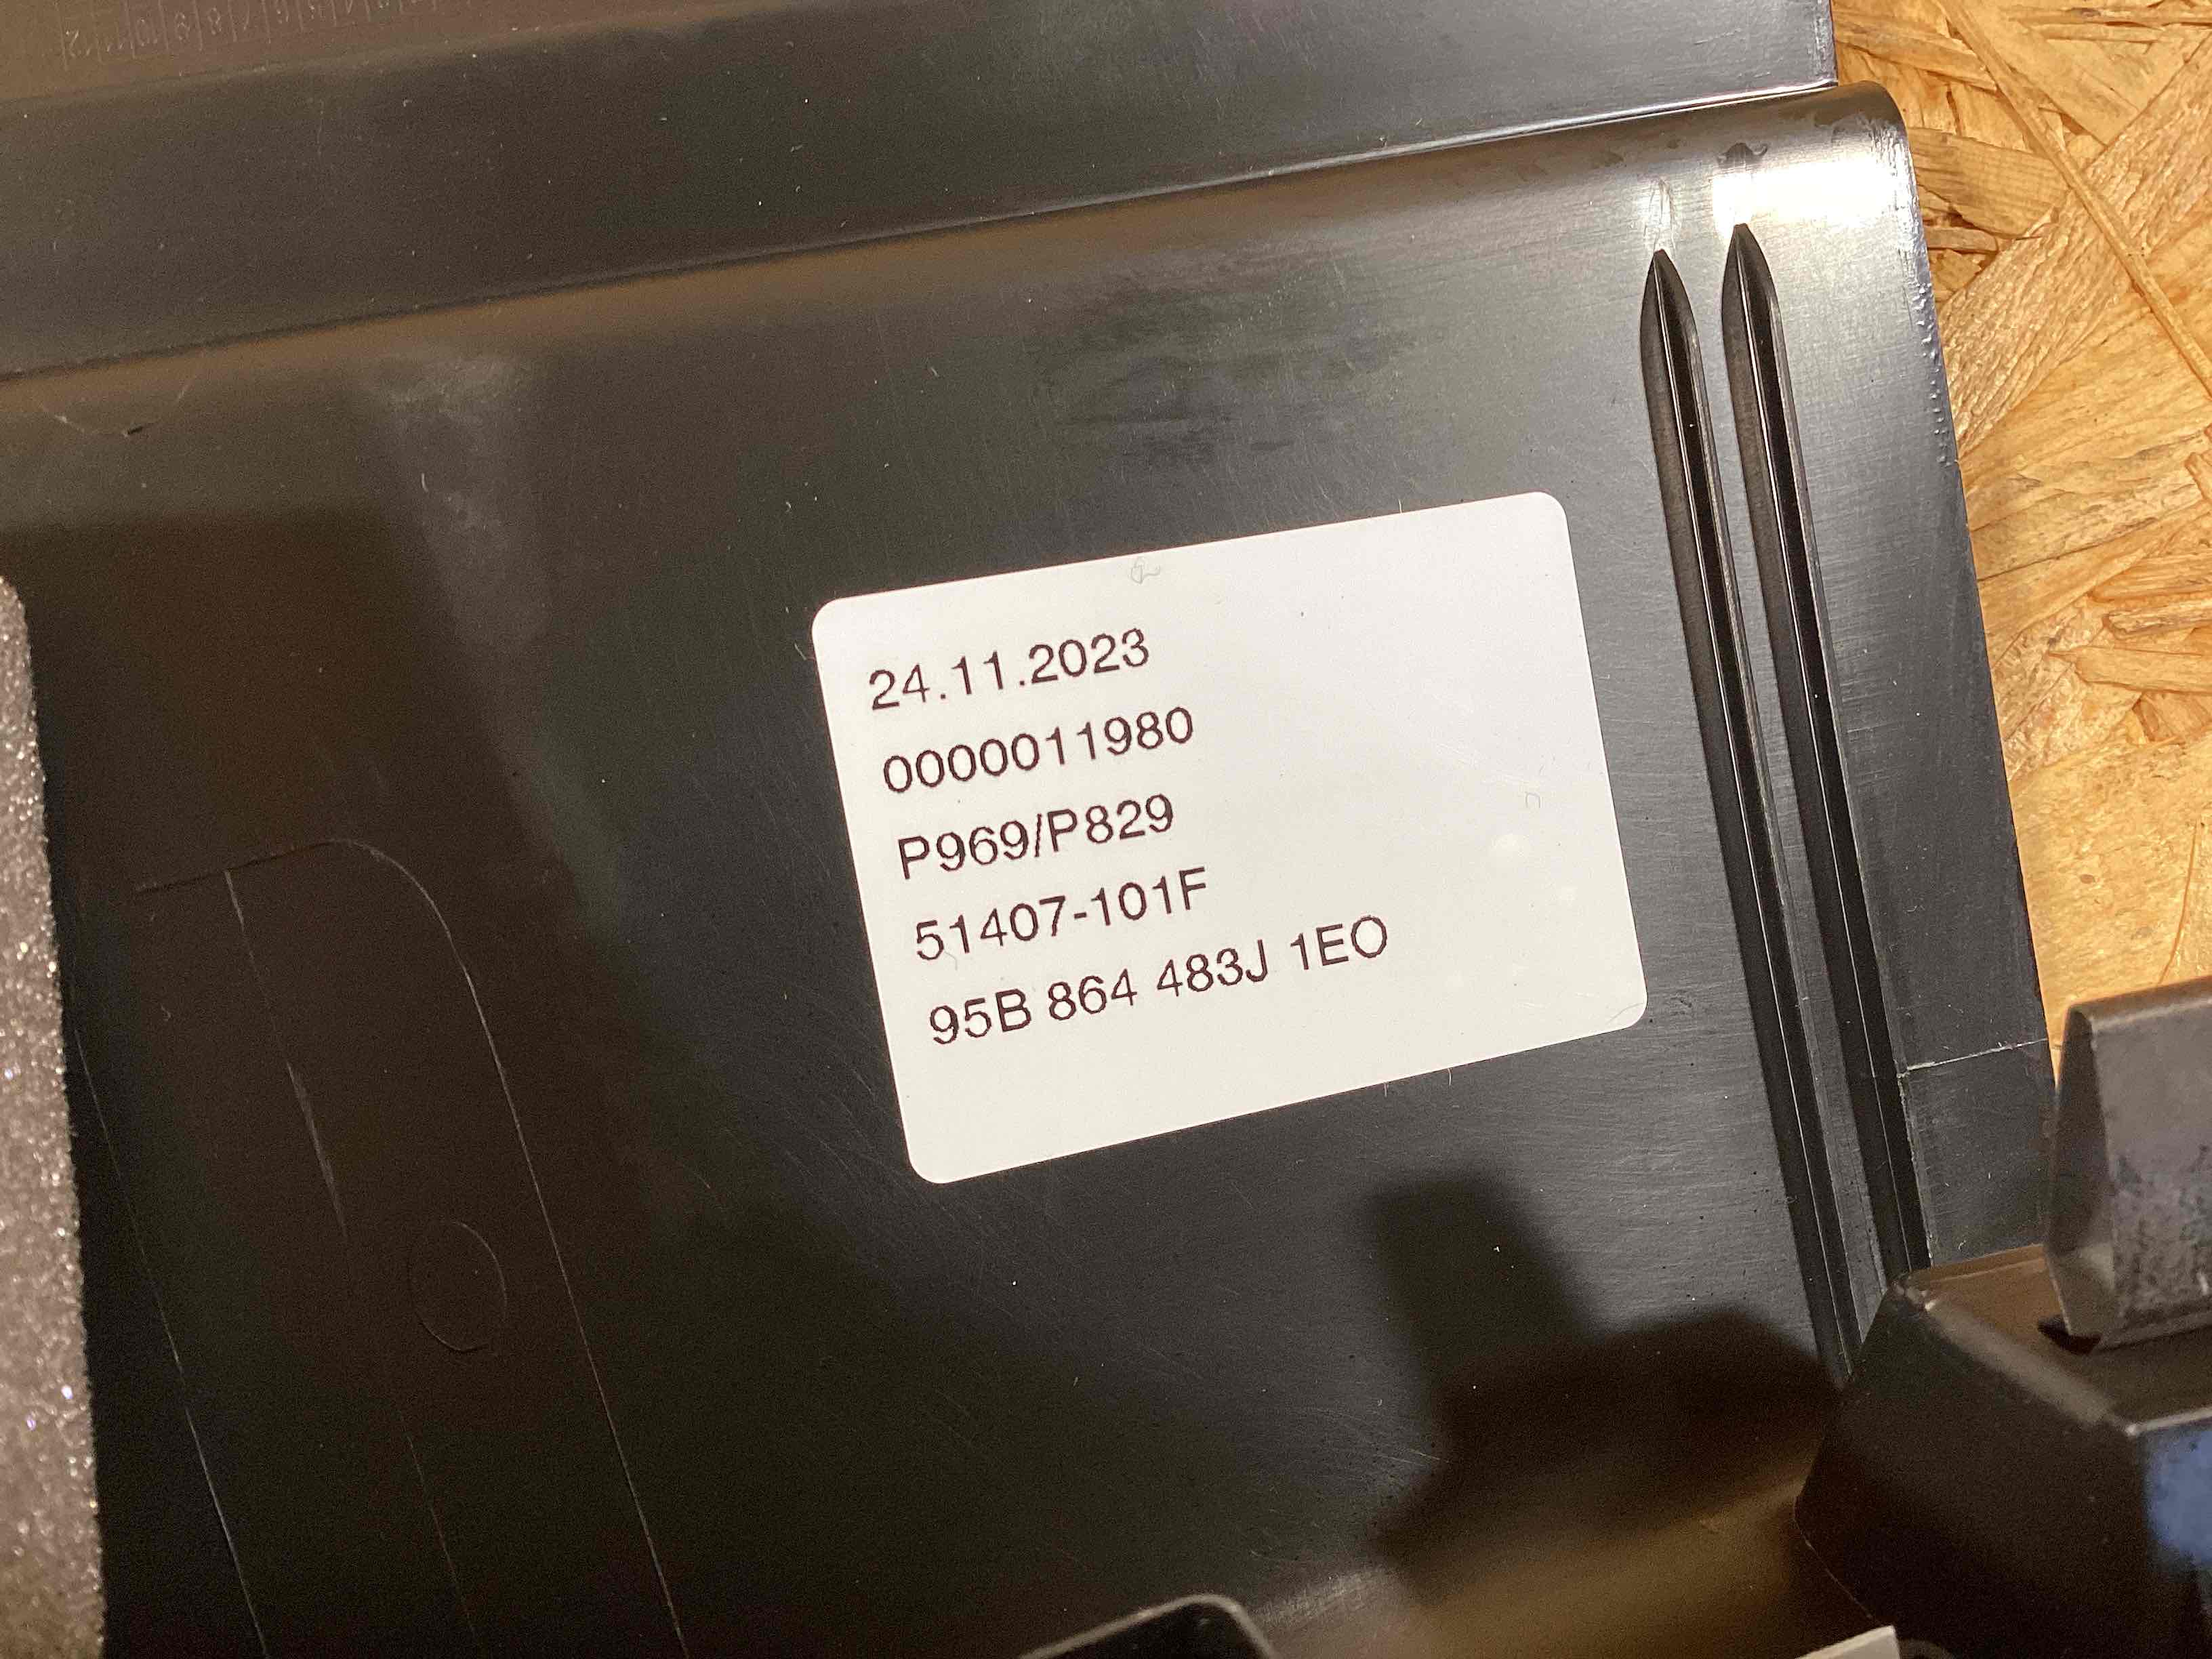 24.11.2023
0000011980
P969/P829
51407-101F
95B 864 483J 1EO